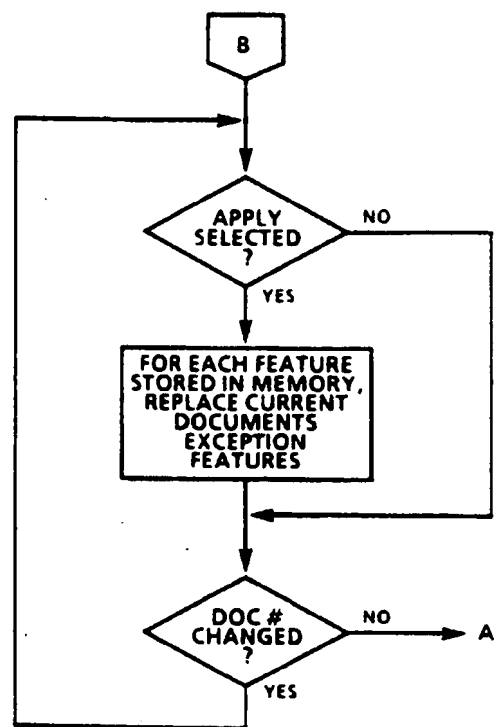 B
APPLY
SELECTED
?
NO
YES
FOR EACH FEATURE
STORED IN MEMORY,
REPLACE CURRENT
DOCUMENTS
EXCEPTION
FEATURES
DOC #
CHANGED
?
NO
A
YES